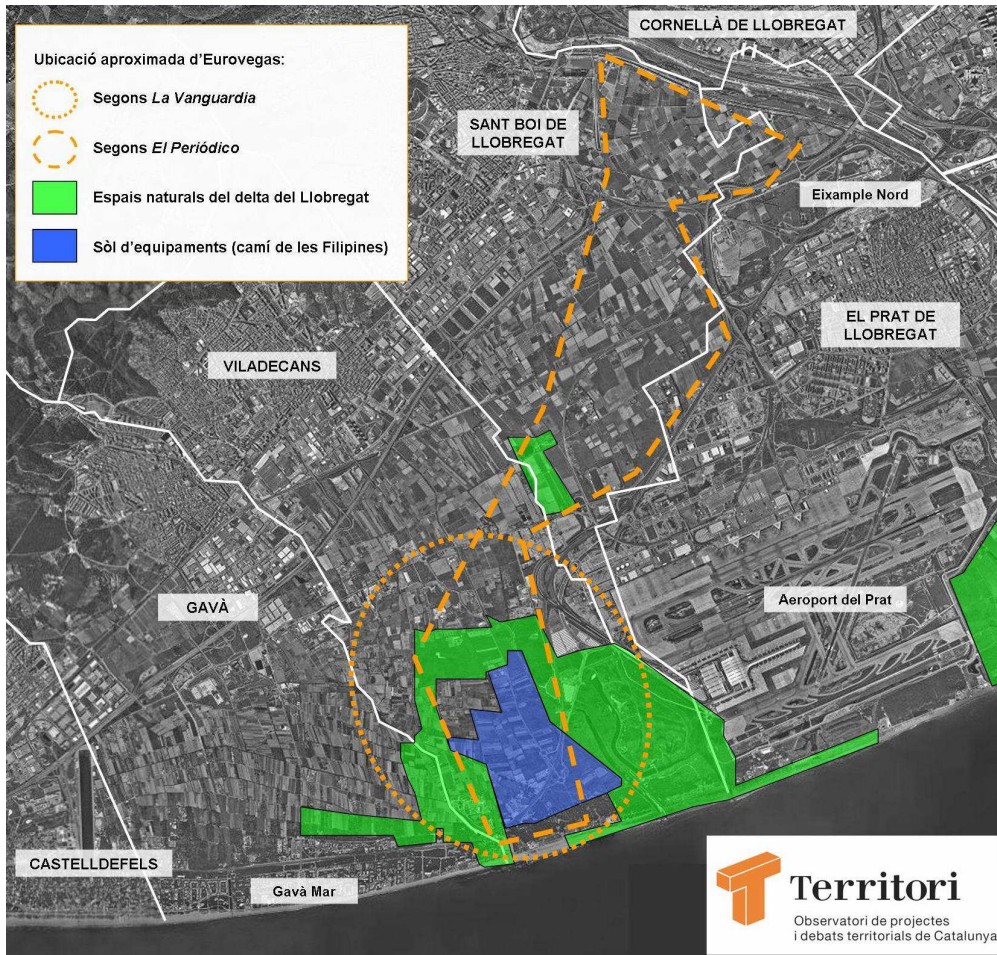 CORNELLÀ DE LLOBREGAT
Ubicació aproximada d'Eurovegas:
Segons La Vanguardia
Segons El Periódico
Espais naturals del delta del Llobregat
Sòl d'equipaments (camí de les Filipines)
SANT BOI DE
LLOBREGAT
Eixample Nord
EL PRAT DE
LLOBREGAT
VILADECANS
GAVÀ
Aeroport del Prat
CASTELLDEFELS
Gavà Mar
Territori
Observatori de projectes
i debats territorials de Catalunya